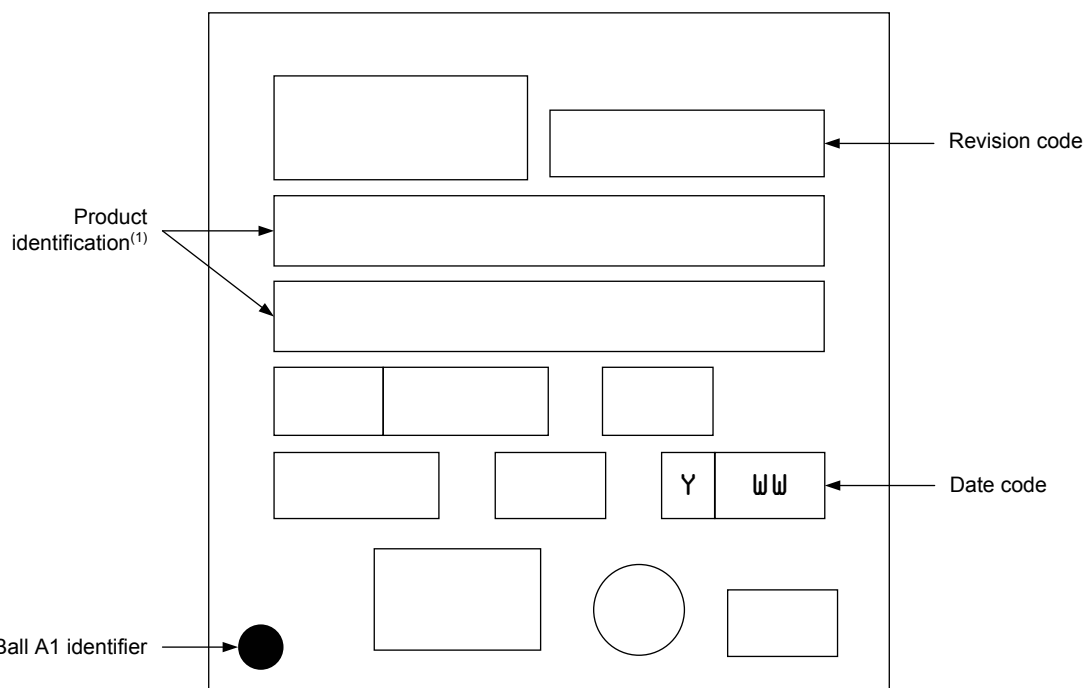 Revision code
Product
identification(1)
Y WW
Date code
Ball A1 identifier